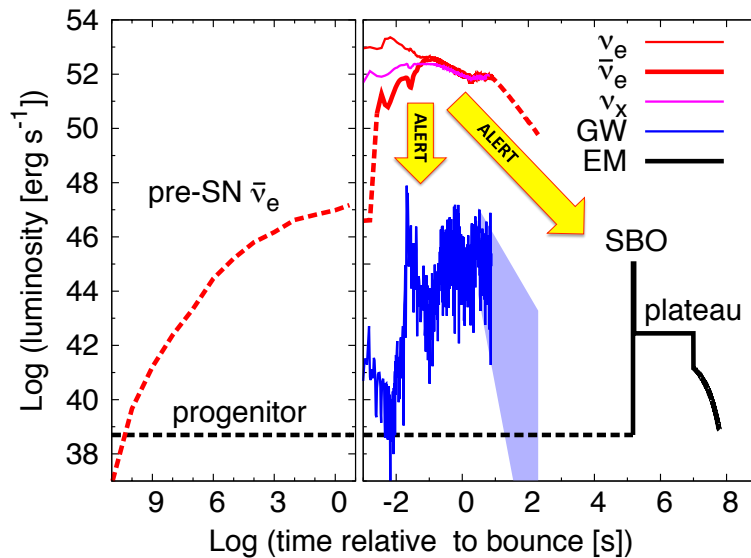 54
52
50
48
46
44
42
40
38
Log (luminosity [erg s⁻¹])
pre-SN ν̄ₑ
progenitor
ALERT
ALERT
νₑ
ν̄ₑ
νₓ
GW
EM
SBO
plateau
9 6 3 0 -2 0 2 4 6 8
Log (time relative to bounce [s])